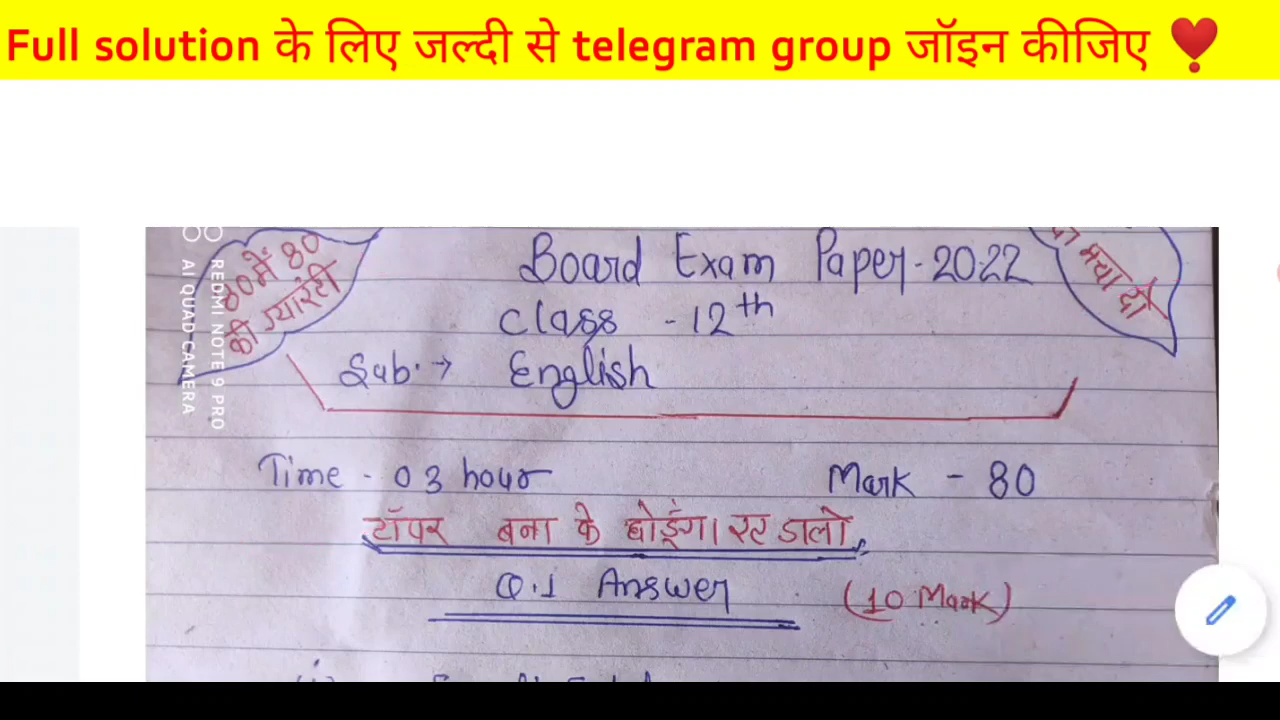 Full solution के लिए जल्दी से telegram group जॉइन कीजिए
80 में 80
की ग्यारंटी
मचा दो
Board Exam Paper-2022
Class - 12th
Sub. → English
Time - 03 hour
Mark - 80
टॉपर बना के छोड़ूंगा। रट डालो
Q.1 Answer
(10 Mark)
REDMI NOTE 9 PRO
AI QUAD CAMERA